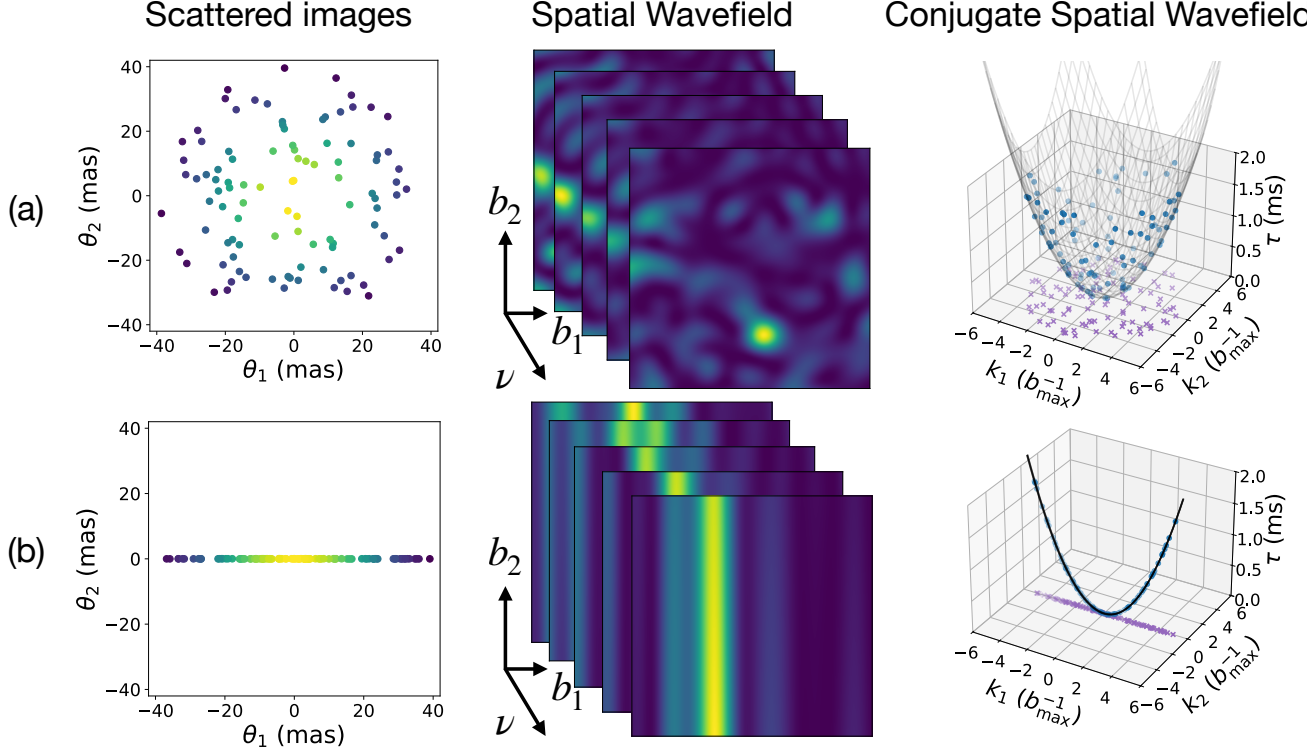 Scattered images
Spatial Wavefield
Conjugate Spatial Wavefield
(a)
40
20
0
−20
−40
θ2 (mas)
−40 −20 0 20 40
θ1 (mas)
b2
b1
ν
2.0
1.5
1.0
0.5
0.0
τ (ms)
−6 −4 −2 0 2 4 6
k1 (b−1max)
−6 −4 −2 0 2 4 6
k2 (b−1max)
(b)
40
20
0
−20
−40
θ2 (mas)
−40 −20 0 20 40
θ1 (mas)
b2
b1
ν
2.0
1.5
1.0
0.5
0.0
τ (ms)
−6 −4 −2 0 2 4 6
k1 (b−1max)
−6 −4 −2 0 2 4 6
k2 (b−1max)